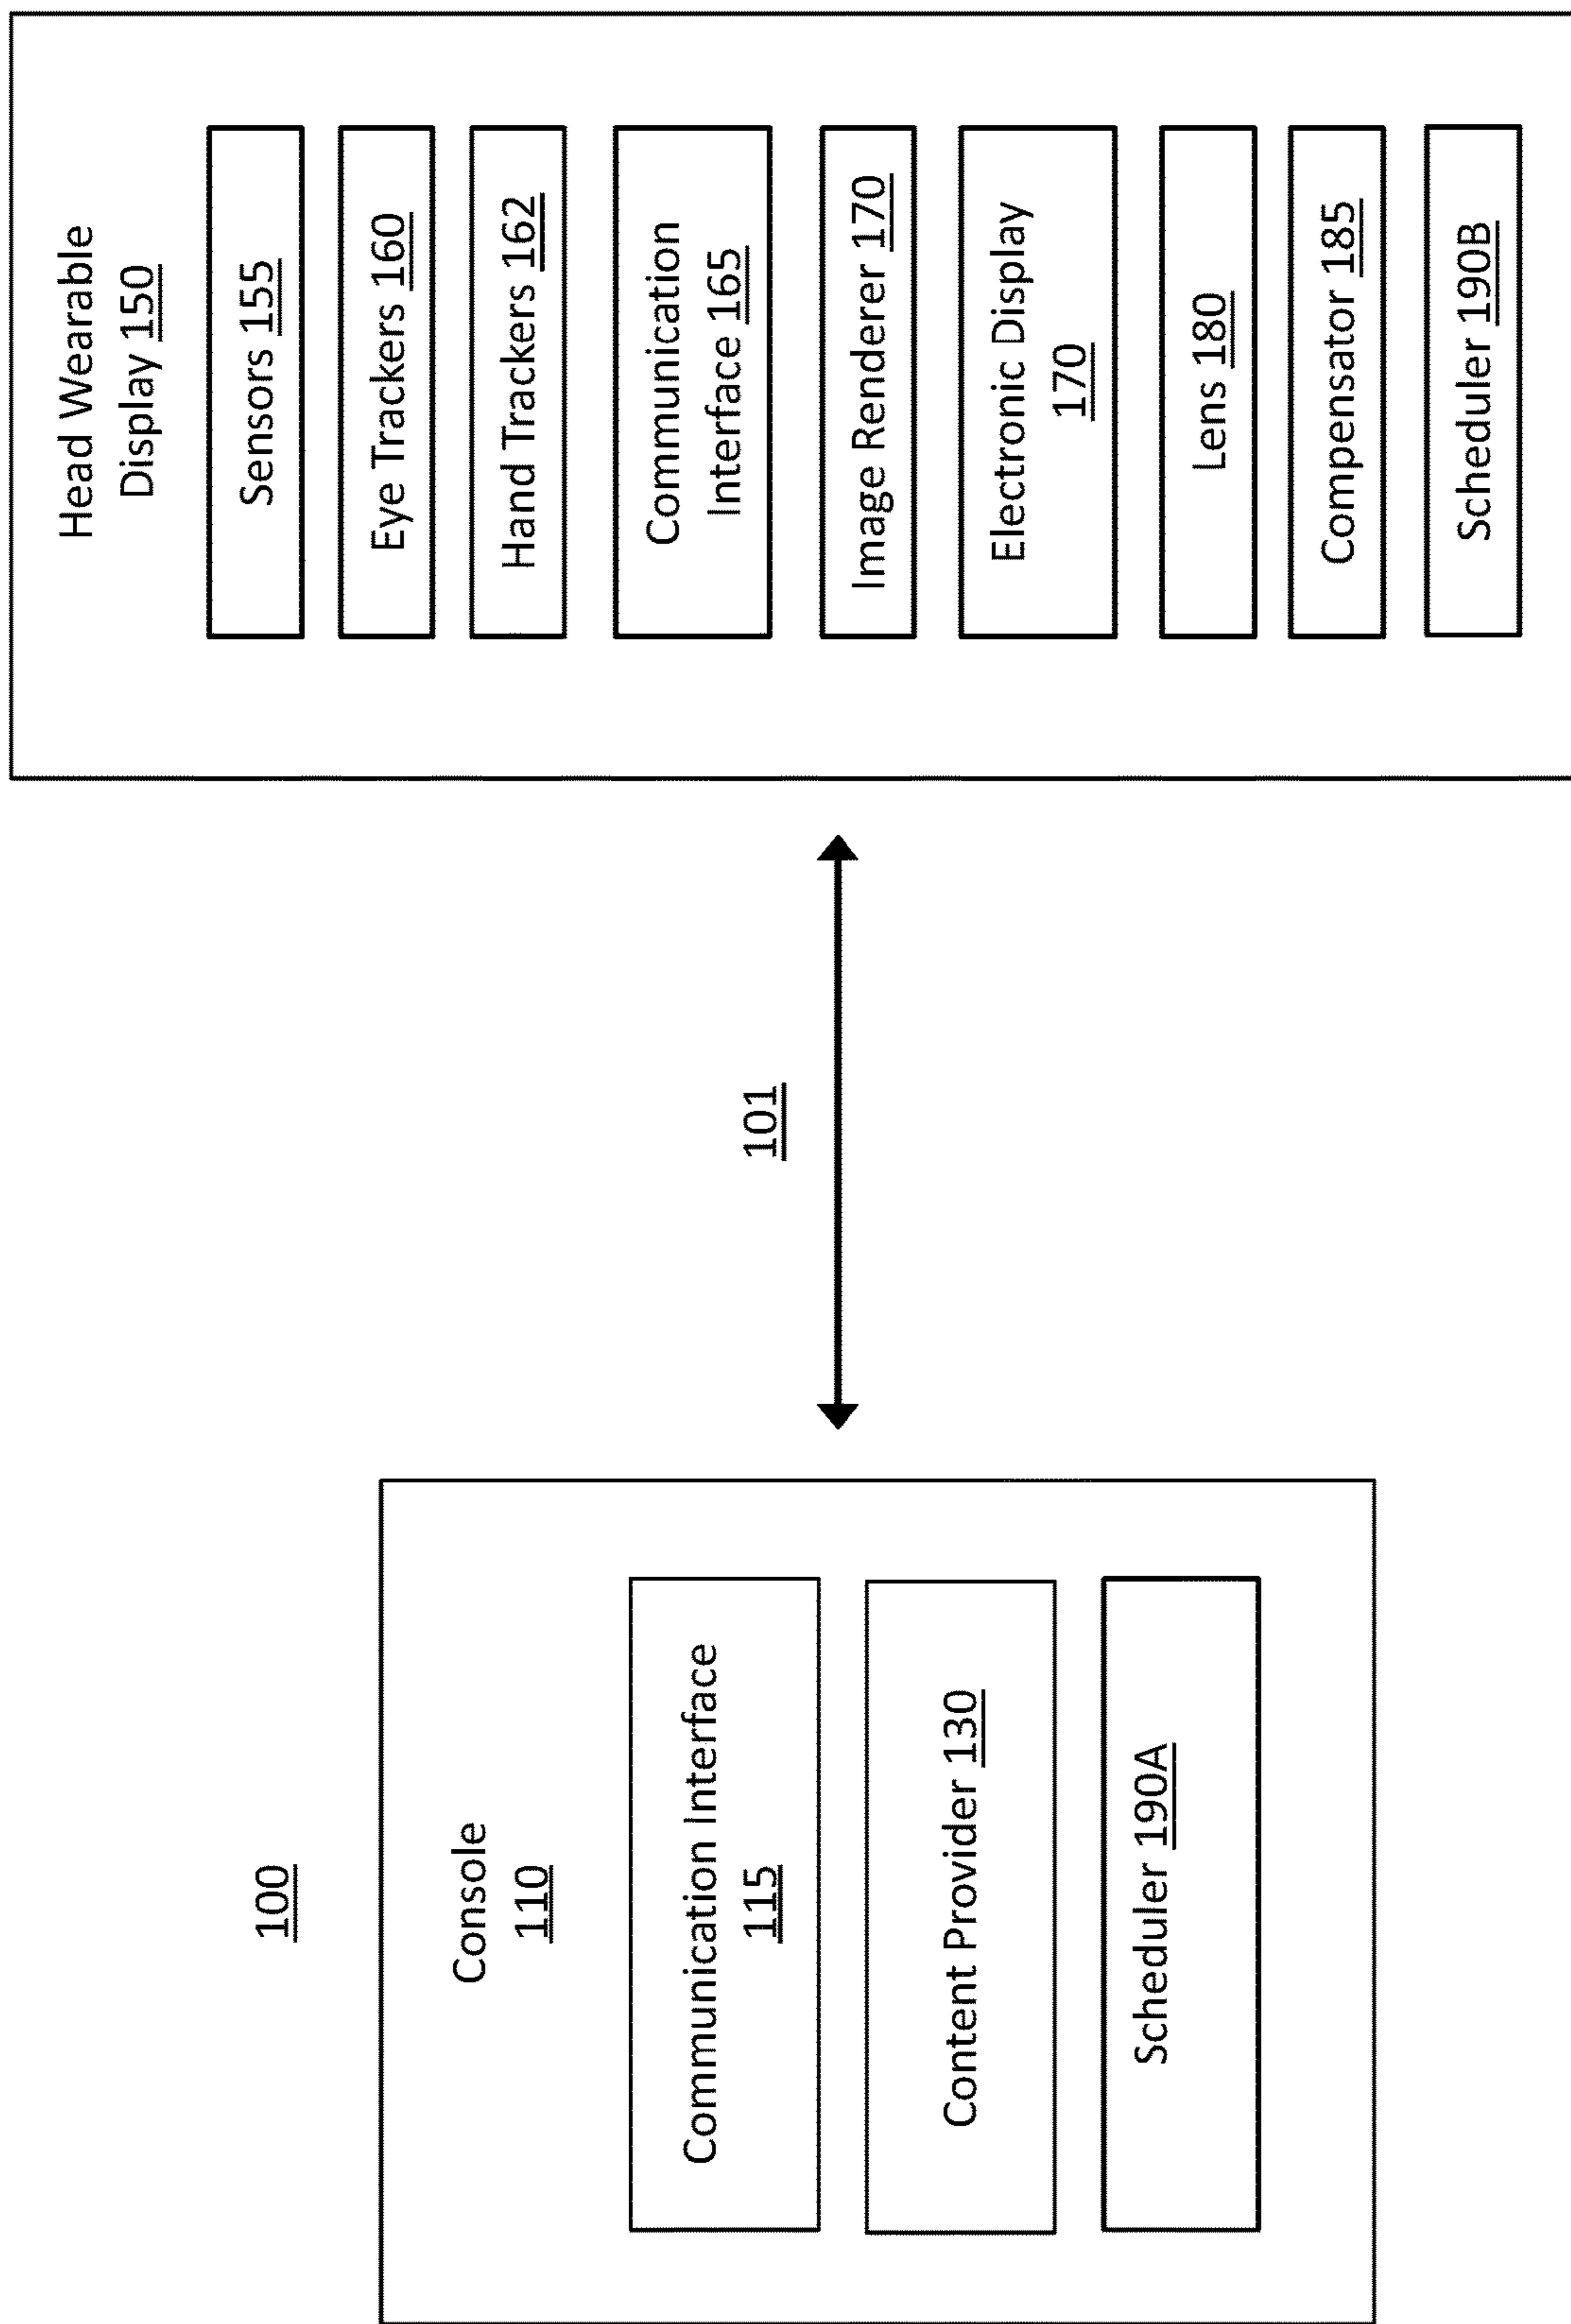 100
Console
110
Communication Interface
115
Content Provider 130
Scheduler 190A
101
Head Wearable
Display 150
Sensors 155
Eye Trackers 160
Hand Trackers 162
Communication
Interface 165
Image Renderer 170
Electronic Display
170
Lens 180
Compensator 185
Scheduler 190B